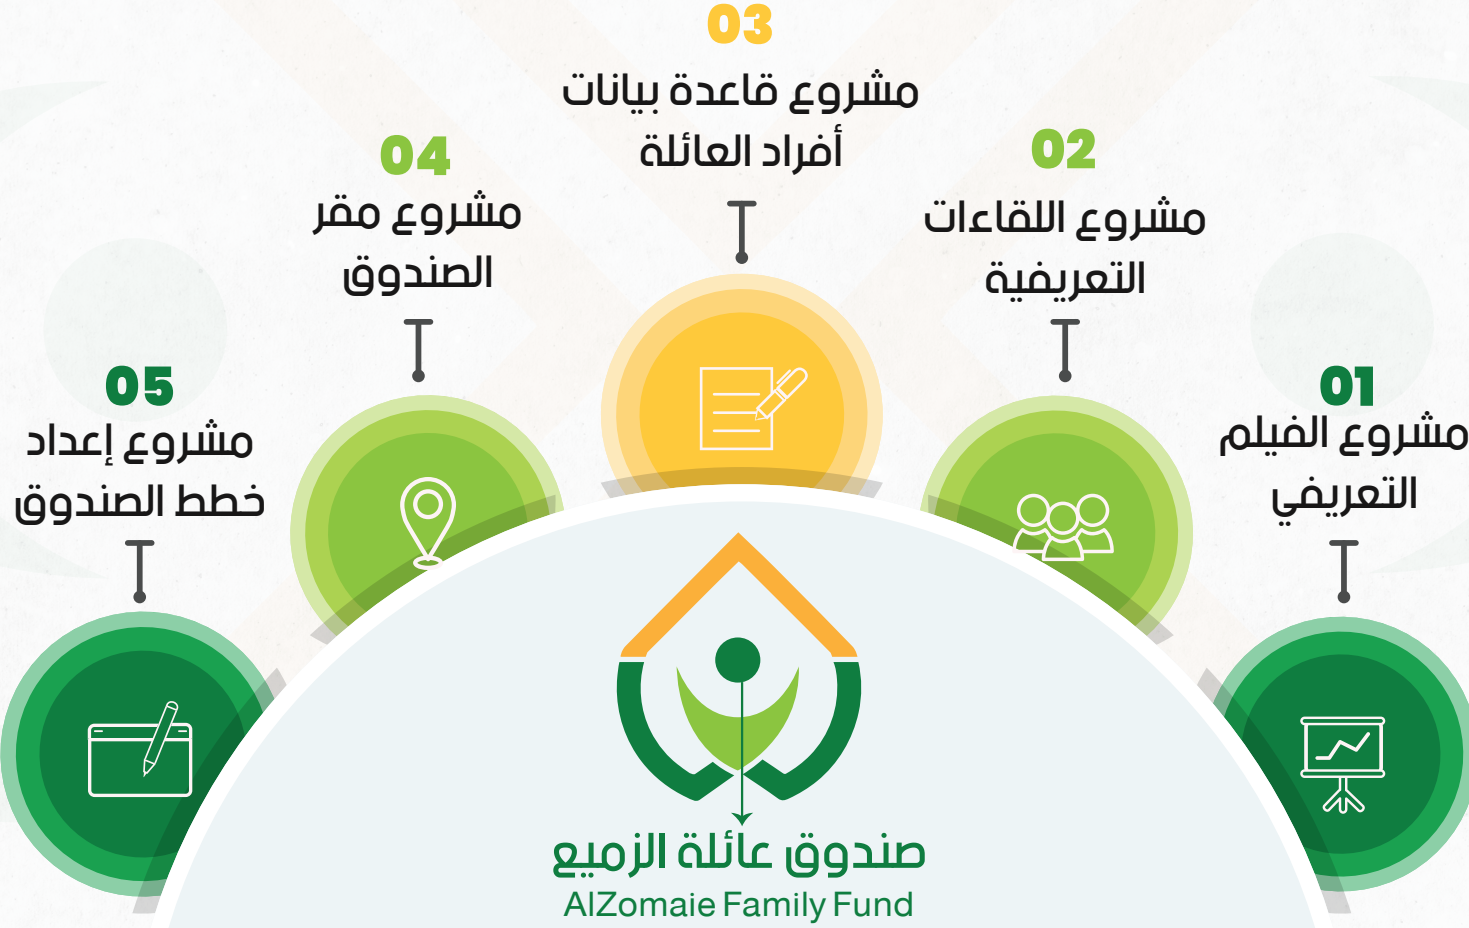 01
مشروع الفيلم
التعريفي
02
مشروع اللقاءات
التعريفية
03
مشروع قاعدة بيانات
أفراد العائلة
04
مشروع مقر
الصندوق
05
مشروع إعداد
خطط الصندوق
صندوق عائلة الزميع
AlZomaie Family Fund